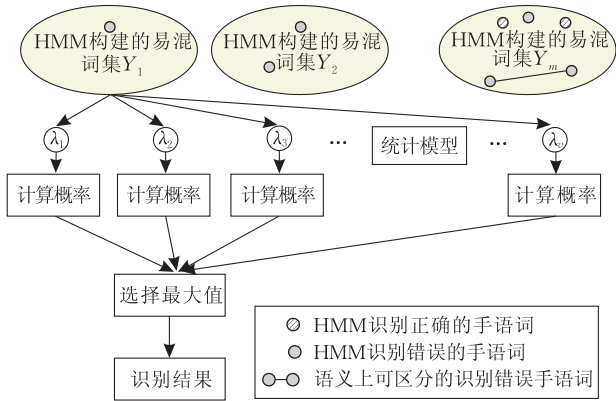 HMM构建的易混
词集Y₁
HMM构建的易混
词集Y₂
HMM构建的易混
词集Yₘ
λ₁
λ₂
λ₃
…
统计模型
…
λᵥ
计算概率
计算概率
计算概率
计算概率
选择最大值
识别结果
HMM识别正确的手语词
HMM识别错误的手语词
语义上可区分的识别错误手语词